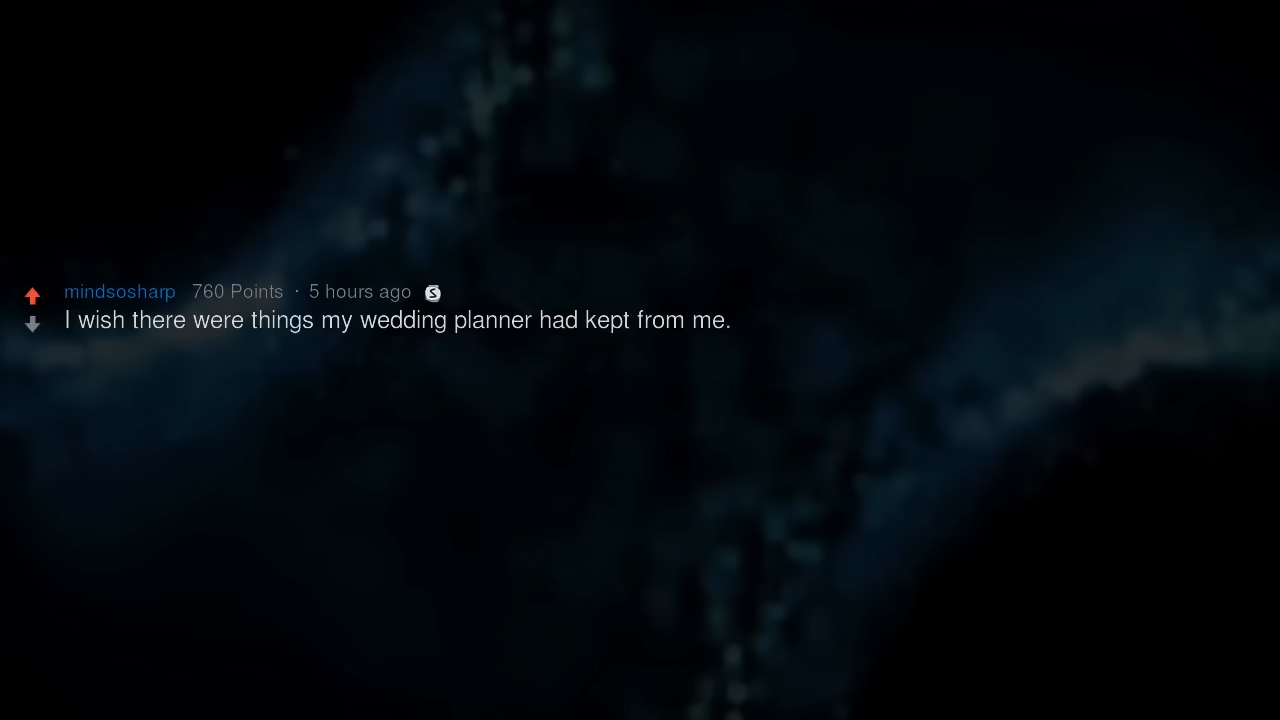 mindsosharp 760 Points · 5 hours ago S
I wish there were things my wedding planner had kept from me.